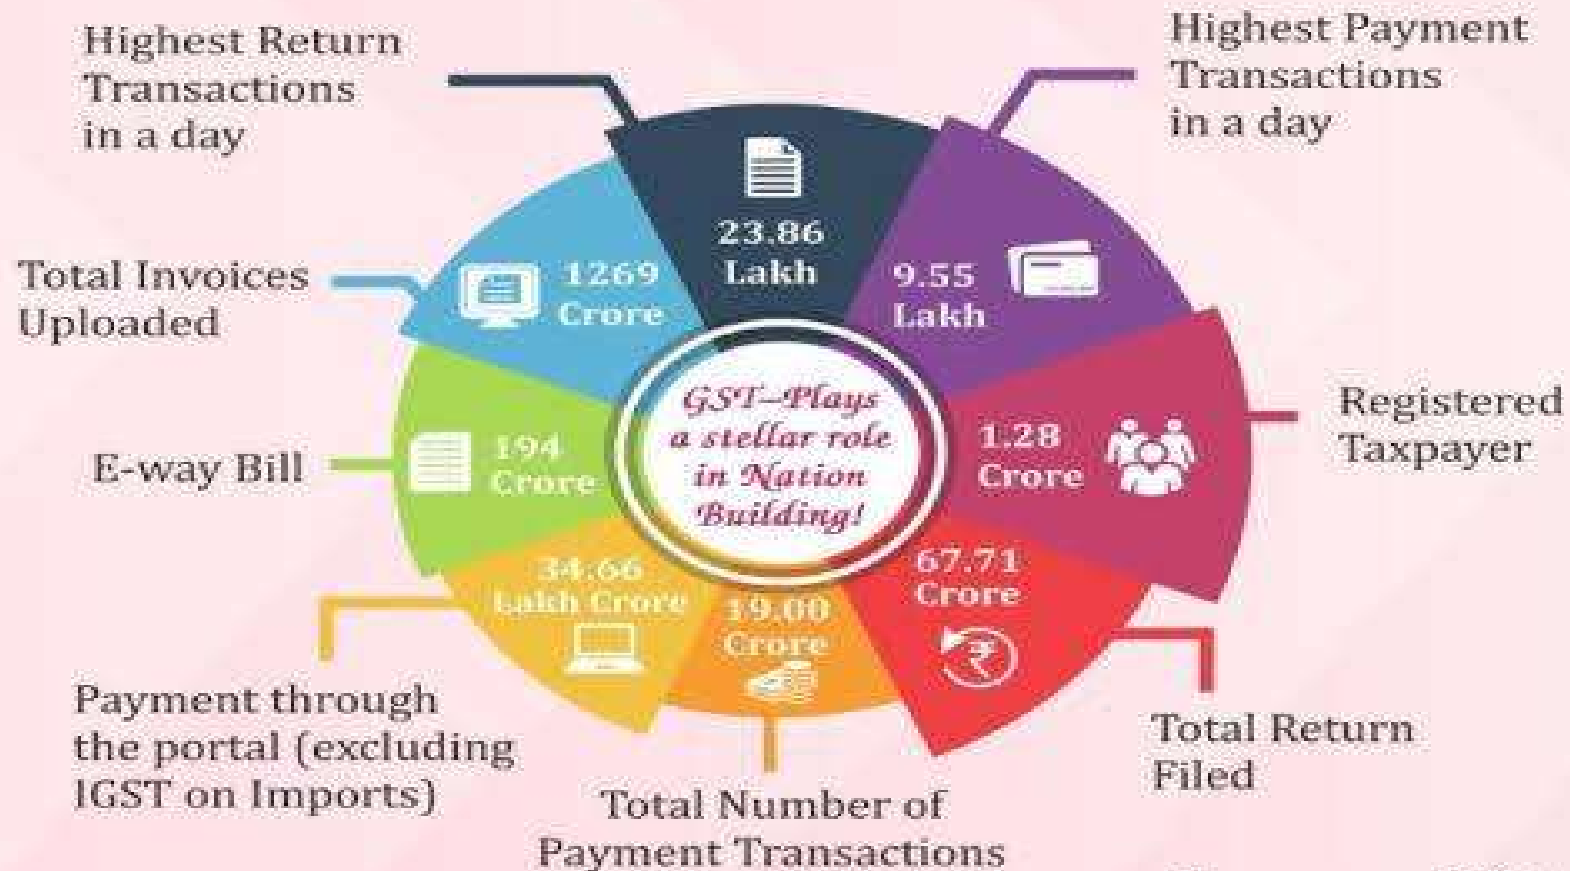 Highest Return
Transactions
in a day
Highest Payment
Transactions
in a day
23.86
Lakh
9.55
Lakh
1269
Crore
Total Invoices
Uploaded
GST–Plays
a stellar role
in Nation
Building!
Registered
Taxpayer
1.28
Crore
E-way Bill
194
Crore
34.66
Lakh Crore
19.00
Crore
67.71
Crore
Payment through
the portal (excluding
IGST on Imports)
Total Return
Filed
Total Number of
Payment Transactions